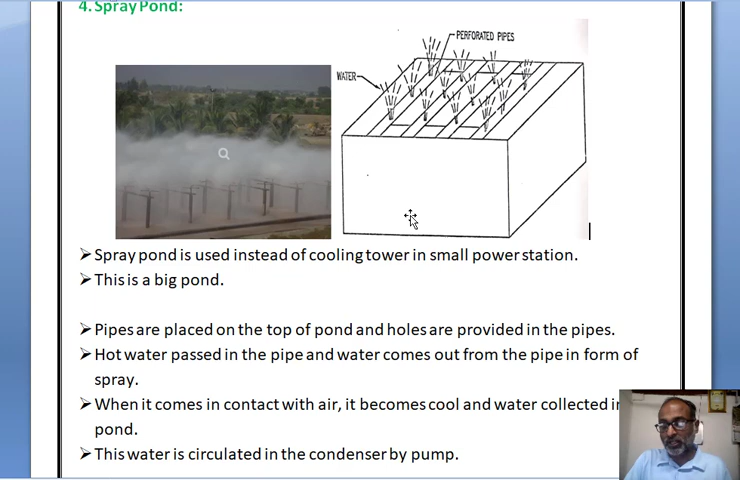 4. Spray Pond:
PERFORATED PIPES
WATER
➢ Spray pond is used instead of cooling tower in small power station.
➢ This is a big pond.
➢ Pipes are placed on the top of pond and holes are provided in the pipes.
➢ Hot water passed in the pipe and water comes out from the pipe in form of
spray.
➢ When it comes in contact with air, it becomes cool and water collected
pond.
➢ This water is circulated in the condenser by pump.